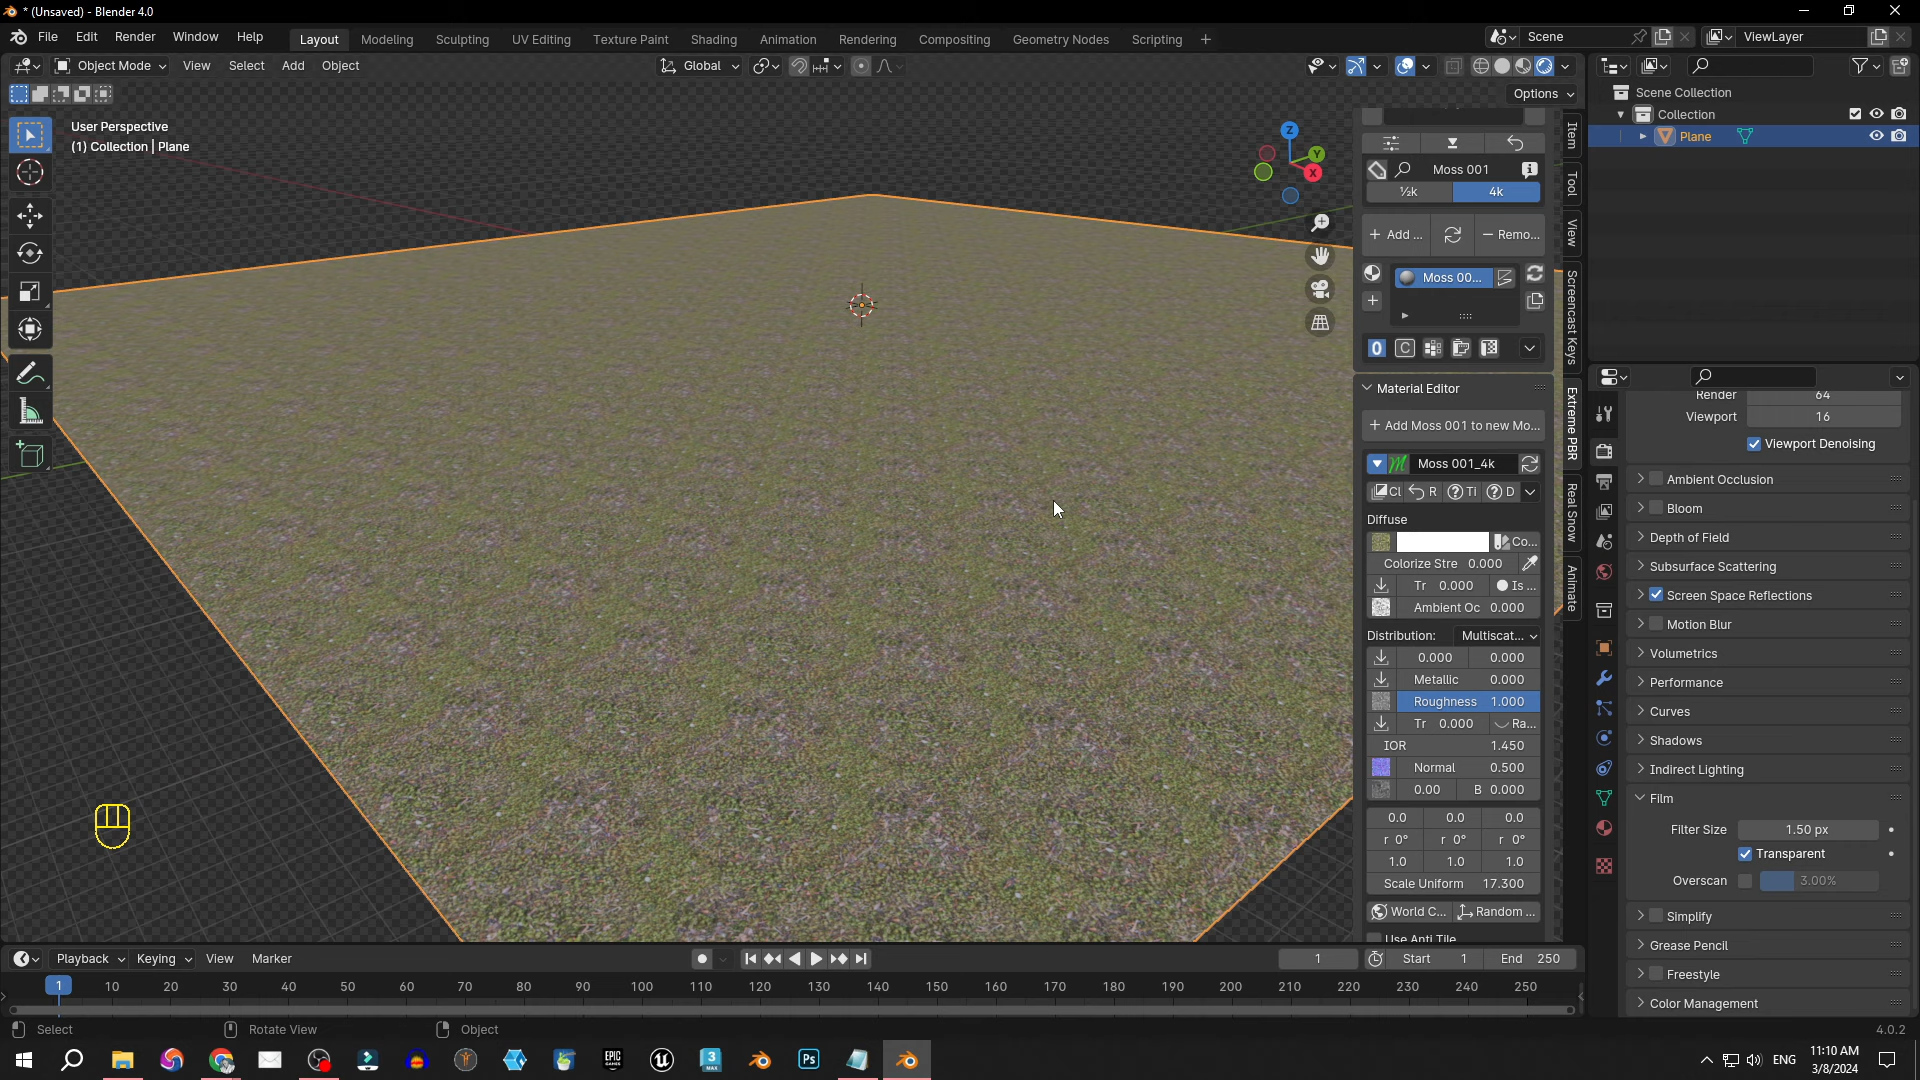 * (Unsaved) - Blender 4.0
File Edit Render Window Help
Layout Modeling Sculpting UV Editing Texture Paint Shading Animation Rendering Compositing Geometry Nodes Scripting +
Scene
ViewLayer
Object Mode View Select Add Object
Global
Options
User Perspective
(1) Collection | Plane
Z
Y
X
Item
Tool
View
Screencast Keys
Extreme PBR
Real Snow
Animate
Moss 001
½k 4k
Add ...
Remo...
Moss 00...
0 C
Material Editor
Add Moss 001 to new Mo...
Moss 001_4k
Cl R Tl D
Diffuse
Co...
Colorize Stre 0.000
Tr 0.000 Is ...
Ambient Oc 0.000
Distribution: Multiscat...
0.000 0.000
Metallic 0.000
Roughness 1.000
Tr 0.000 Ra...
IOR 1.450
Normal 0.500
0.00 B 0.000
0.0 0.0 0.0
r 0° r 0° r 0°
1.0 1.0 1.0
Scale Uniform 17.300
World C... Random ...
Use Anti Tile
Scene Collection
Collection
Plane
Render 64
Viewport 16
Viewport Denoising
Ambient Occlusion
Bloom
Depth of Field
Subsurface Scattering
Screen Space Reflections
Motion Blur
Volumetrics
Performance
Curves
Shadows
Indirect Lighting
Film
Filter Size 1.50 px
Transparent
Overscan 3.00%
Simplify
Grease Pencil
Freestyle
Color Management
Playback Keying View Marker
1 Start 1 End 250
1 10 20 30 40 50 60 70 80 90 100 110 120 130 140 150 160 170 180 190 200 210 220 230 240 250
Select Rotate View Object
4.0.2
EPIC GAMES
3 MAX
Ps
ENG
11:10 AM
3/8/2024